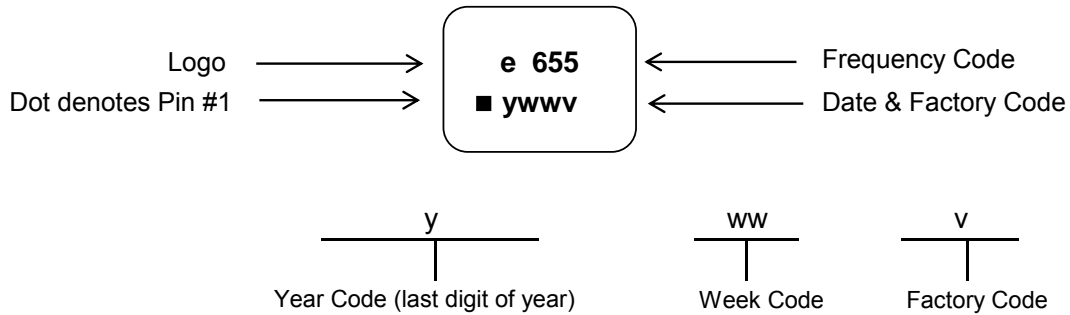 Logo e 655 Frequency Code
Dot denotes Pin #1 ■ ywwv Date & Factory Code
y ww v
Year Code (last digit of year) Week Code Factory Code